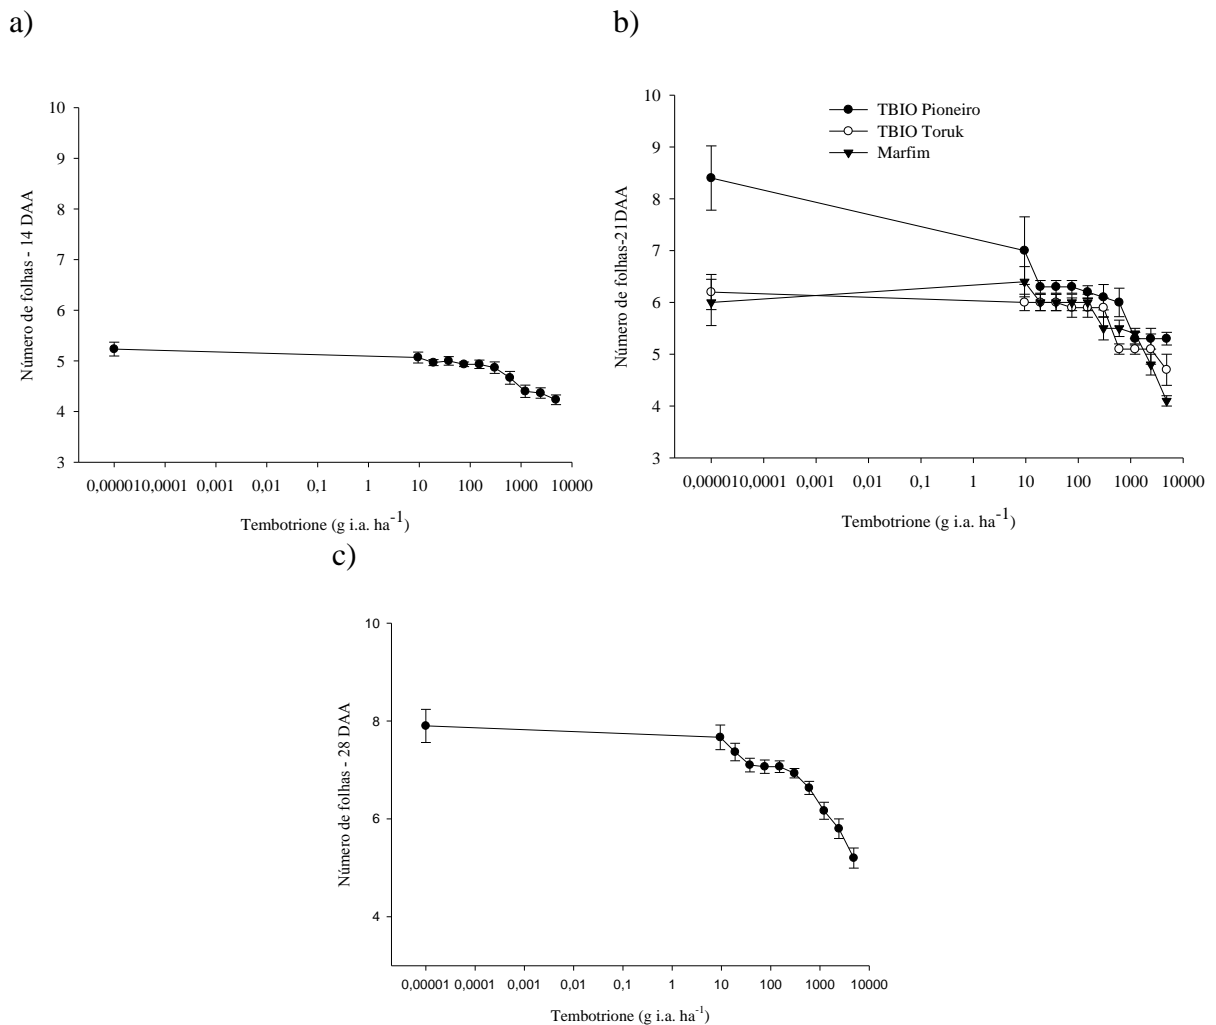 a)
10
9
8
7
6
5
4
3
Número de folhas - 14 DAA
0,00001 0,0001 0,001 0,01 0,1 1 10 100 1000 10000
Tembotrione (g i.a. ha-1)
b)
TBIO Pioneiro
TBIO Toruk
Marfim
10
9
8
7
6
5
4
3
Número de folhas-21DAA
0,00001 0,0001 0,001 0,01 0,1 1 10 100 1000 10000
Tembotrione (g i.a. ha-1)
c)
10
8
6
4
Número de folhas - 28 DAA
0,00001 0,0001 0,001 0,01 0,1 1 10 100 1000 10000
Tembotrione (g i.a. ha-1)